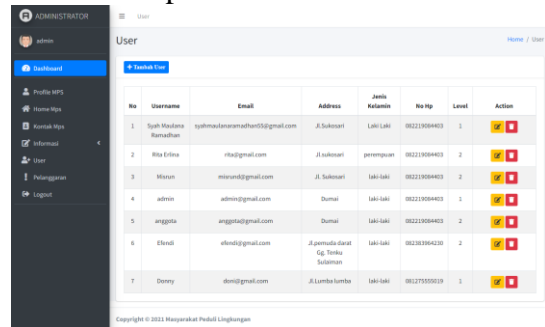 ADMINISTRATOR
User
admin
User
Home / User
Dashboard
+ Tambah User
Profile MPS
Home Mps
Kontak Mps
Informasi
User
Pelanggaran
Logout
No Username Email Address Jenis Kelamin No Hp Level Action
1 Syah Maulana Ramadhan syahmaulanaramadhan55@gmail.com Jl.Sukosari Laki Laki 082219084403 1
2 Rita Erlina rita@gmail.com Jl.sukosari perempuan 082219084403 2
3 Misrun misrund@gmail.com Jl. Sukosari laki-laki 082219084403 2
4 admin admin@gmail.com Dumai laki-laki 082219084403 1
5 anggota anggota@gmail.com Dumai laki-laki 082219084403 2
6 Efendi efendi@gmail.com Jl.pemuda darat Gg. Tenku Sulaiman laki-laki 082383964230 2
7 Donny doni@gmail.com Jl.Lumba lumba laki-laki 081275555019 1
Copyright © 2021 Masyarakat Peduli Lingkungan